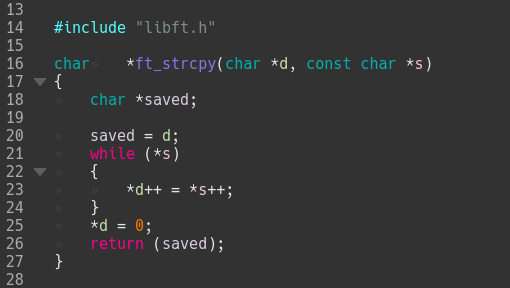 13
14 #include "libft.h"
15
16 char *ft_strcpy(char *d, const char *s)
17 {
18 char *saved;
19
20 saved = d;
21 while (*s)
22 {
23 *d++ = *s++;
24 }
25 *d = 0;
26 return (saved);
27 }
28